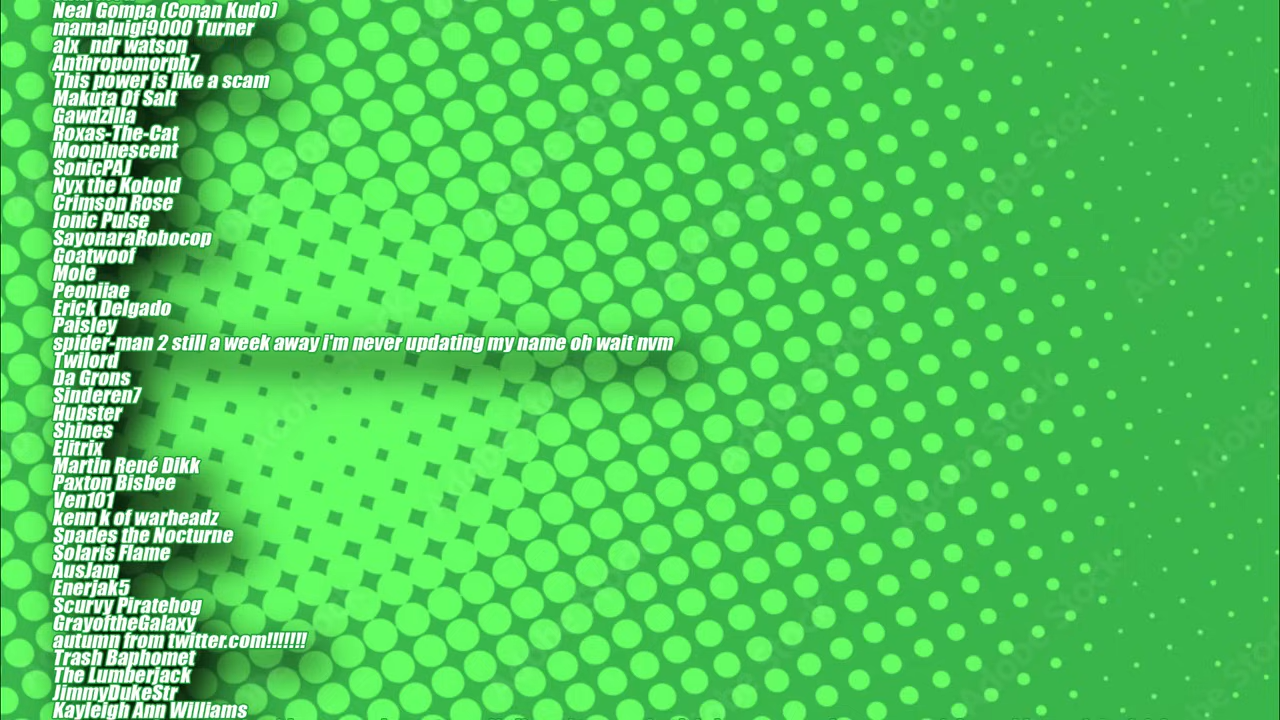 Neal Gompa (Conan Kudo)
mamaluigi9000 Turner
alx_ndr watson
Anthropomorph7
This power is like a scam
Makuta Of Salt
Gawdzilla
Roxas-The-Cat
Mooninescent
SonicPAJ
Nyx the Kobold
Crimson Rose
Ionic Pulse
SayonaraRobocop
Goatwoof
Mole
Peoniiae
Erick Delgado
Paisley
spider-man 2 still a week away i'm never updating my name oh wait nvm
Twilord
Da Grons
Sinderen7
Hubster
Shines
Elitrix
Martin René Dikk
Paxton Bisbee
Ven101
kenn k of warheadz
Spades the Nocturne
Solaris Flame
AusJam
Enerjak5
Scurvy Piratehog
GrayoftheGalaxy
autumn from twitter.com!!!!!!!
Trash Baphomet
The Lumberjack
JimmyDukeStr
Kayleigh Ann Williams
Adobe Stock